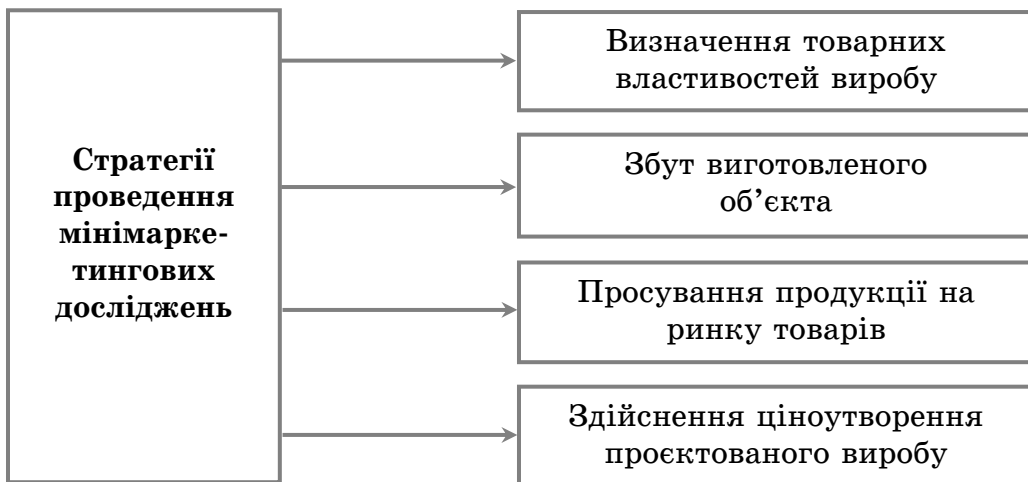 Стратегії
проведення
мінімарке-
тингових
досліджень
Визначення товарних
властивостей виробу
Збут виготовленого
об’єкта
Просування продукції на
ринку товарів
Здійснення ціноутворення
проєктованого виробу